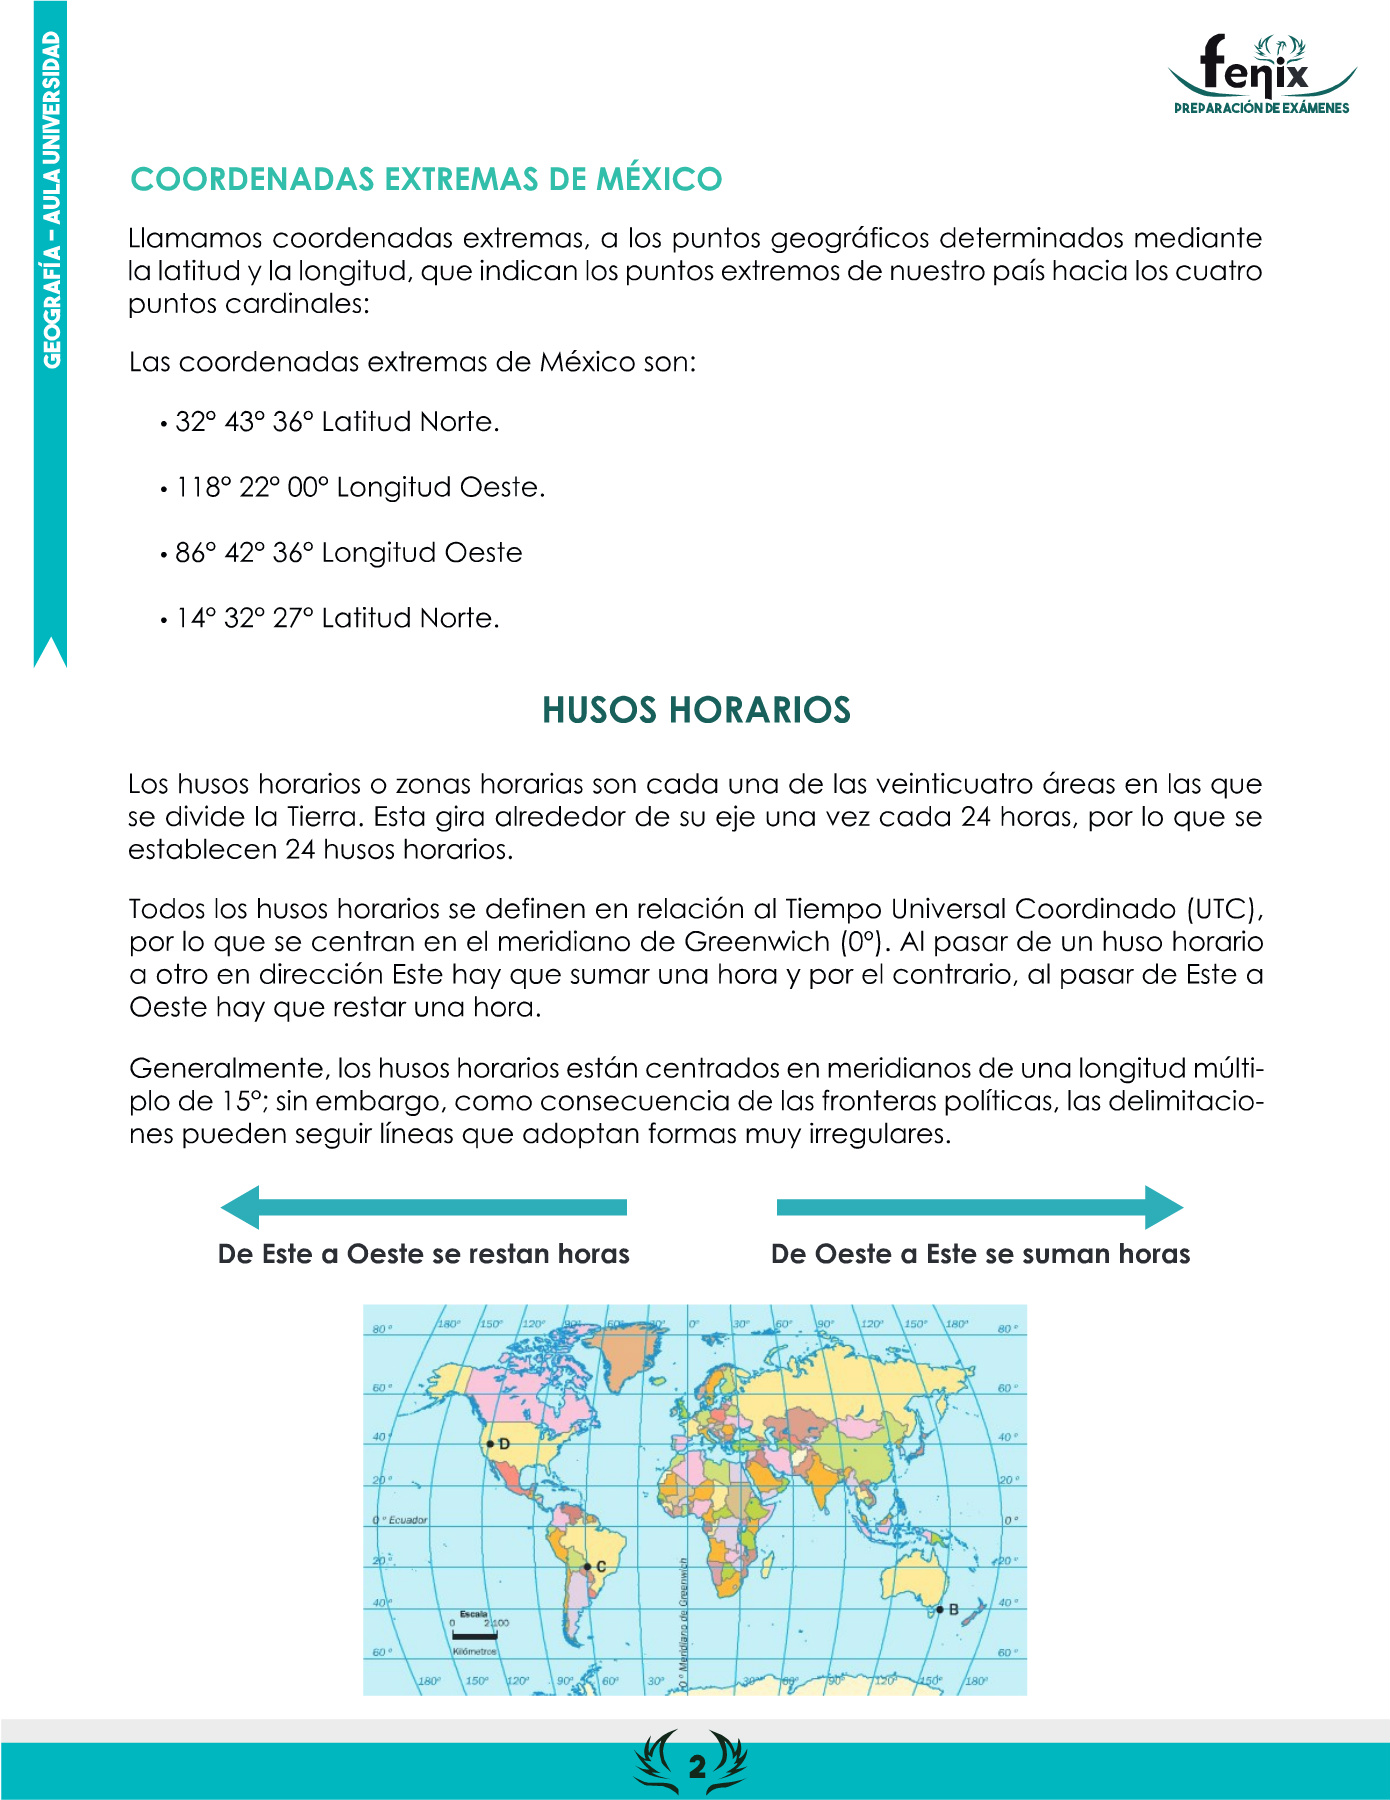 GEOGRAFÍA - AULA UNIVERSIDAD
fenix
PREPARACIÓN DE EXÁMENES
COORDENADAS EXTREMAS DE MÉXICO
Llamamos coordenadas extremas, a los puntos geográficos determinados mediante
la latitud y la longitud, que indican los puntos extremos de nuestro país hacia los cuatro
puntos cardinales:
Las coordenadas extremas de México son:
• 32° 43° 36° Latitud Norte.
• 118° 22° 00° Longitud Oeste.
• 86° 42° 36° Longitud Oeste
• 14° 32° 27° Latitud Norte.
HUSOS HORARIOS
Los husos horarios o zonas horarias son cada una de las veinticuatro áreas en las que
se divide la Tierra. Esta gira alrededor de su eje una vez cada 24 horas, por lo que se
establecen 24 husos horarios.
Todos los husos horarios se definen en relación al Tiempo Universal Coordinado (UTC),
por lo que se centran en el meridiano de Greenwich (0°). Al pasar de un huso horario
a otro en dirección Este hay que sumar una hora y por el contrario, al pasar de Este a
Oeste hay que restar una hora.
Generalmente, los husos horarios están centrados en meridianos de una longitud múlti-
plo de 15°; sin embargo, como consecuencia de las fronteras políticas, las delimitacio-
nes pueden seguir líneas que adoptan formas muy irregulares.
De Este a Oeste se restan horas
De Oeste a Este se suman horas
180° 150° 120° 90° 60° 30° 0° 30° 60° 90° 120° 150° 180°
80° 80°
60° 60°
40° D 40°
20° 20°
0° Ecuador 0°
20° C 20°
40° B 40°
Escala
0 2100
Kilómetros
60° 60°
0° Meridiano de Greenwich
180° 150° 120° 90° 60° 30° 30° 60° 90° 120° 150° 180°
2